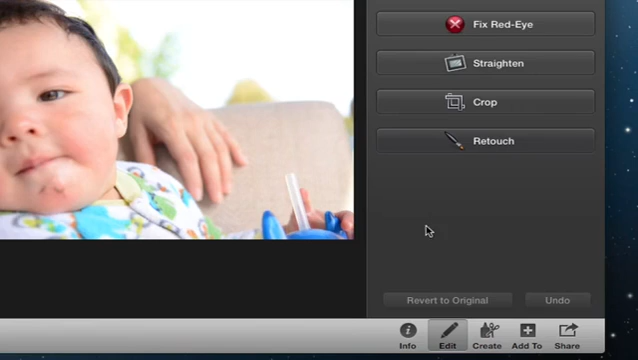 Fix Red-Eye
Straighten
Crop
Retouch
Revert to Original Undo
Info Edit Create Add To Share